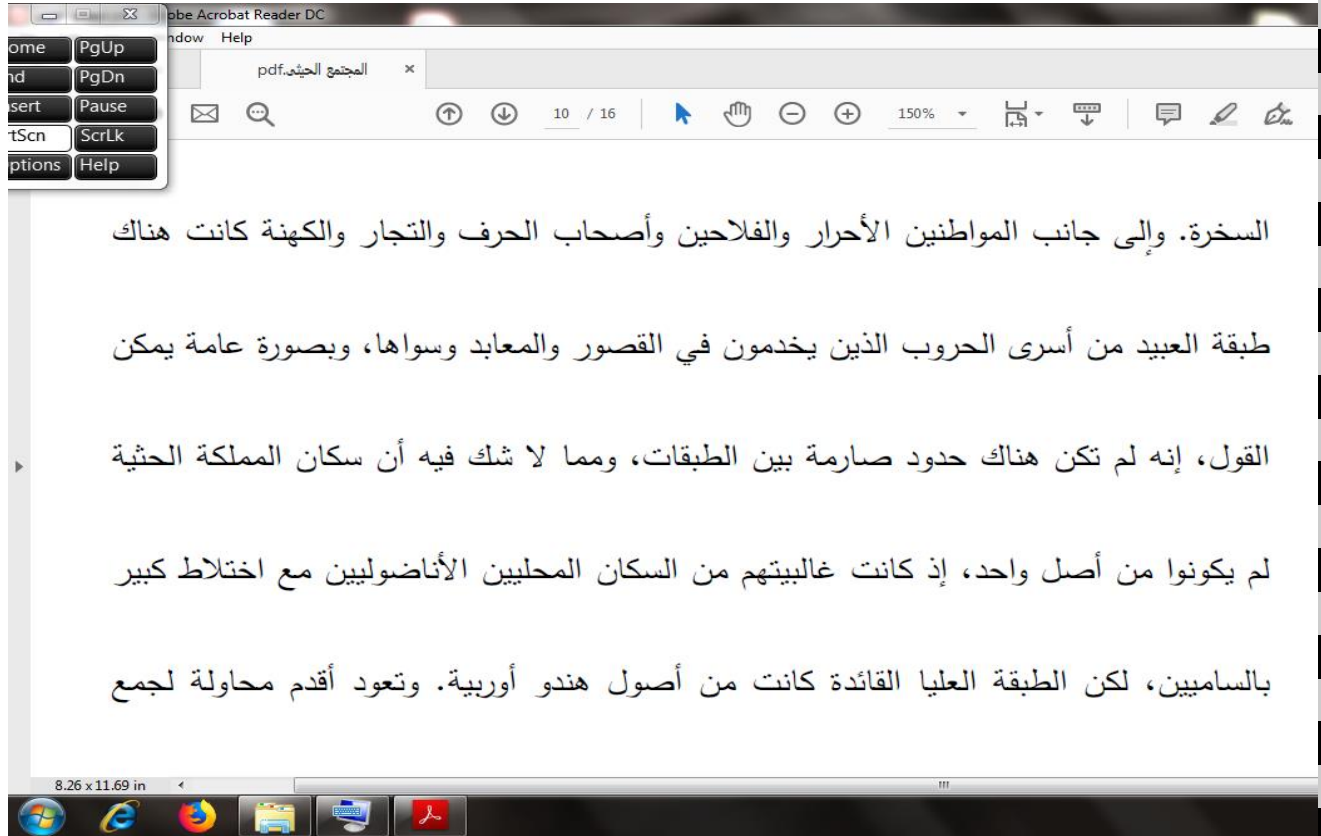 obe Acrobat Reader DC
ndow Help
ome PgUp
nd PgDn
nsert Pause
rtScn ScrLk
ptions Help
المجتمع الحيثى.pdf ×
10 / 16 150%
السخرة. وإلى جانب المواطنين الأحرار والفلاحين وأصحاب الحرف والتجار والكهنة كانت هناك
طبقة العبيد من أسرى الحروب الذين يخدمون في القصور والمعابد وسواها، وبصورة عامة يمكن
القول، إنه لم تكن هناك حدود صارمة بين الطبقات، ومما لا شك فيه أن سكان المملكة الحثية
لم يكونوا من أصل واحد، إذ كانت غالبيتهم من السكان المحليين الأناضوليين مع اختلاط كبير
بالساميين، لكن الطبقة العليا القائدة كانت من أصول هندو أوربية. وتعود أقدم محاولة لجمع
8.26 x 11.69 in